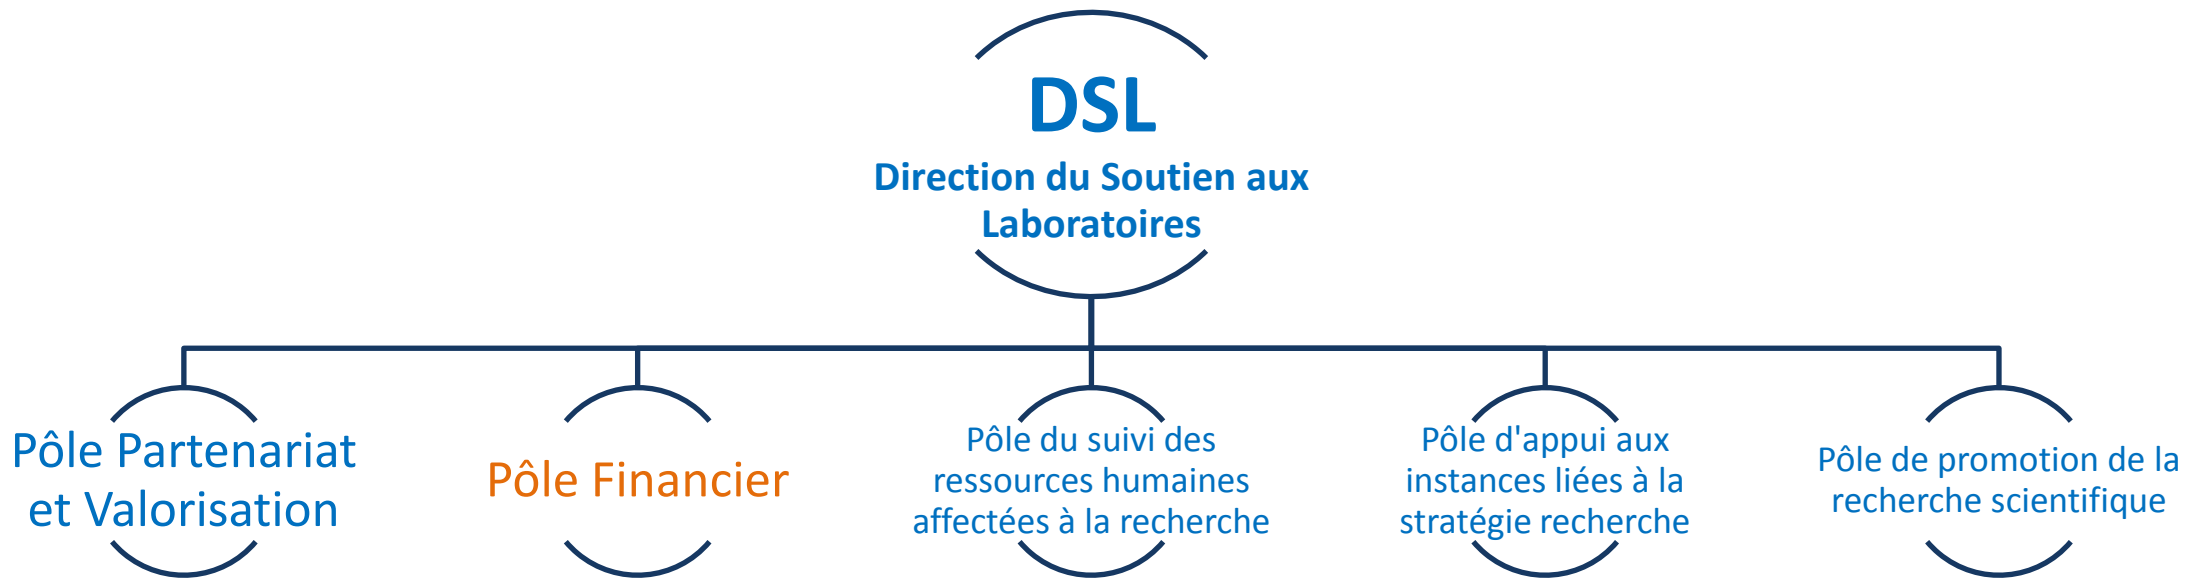 DSL
Direction du Soutien aux
Laboratoires
Pôle Partenariat
et Valorisation
Pôle Financier
Pôle du suivi des
ressources humaines
affectées à la recherche
Pôle d'appui aux
instances liées à la
stratégie recherche
Pôle de promotion de la
recherche scientifique